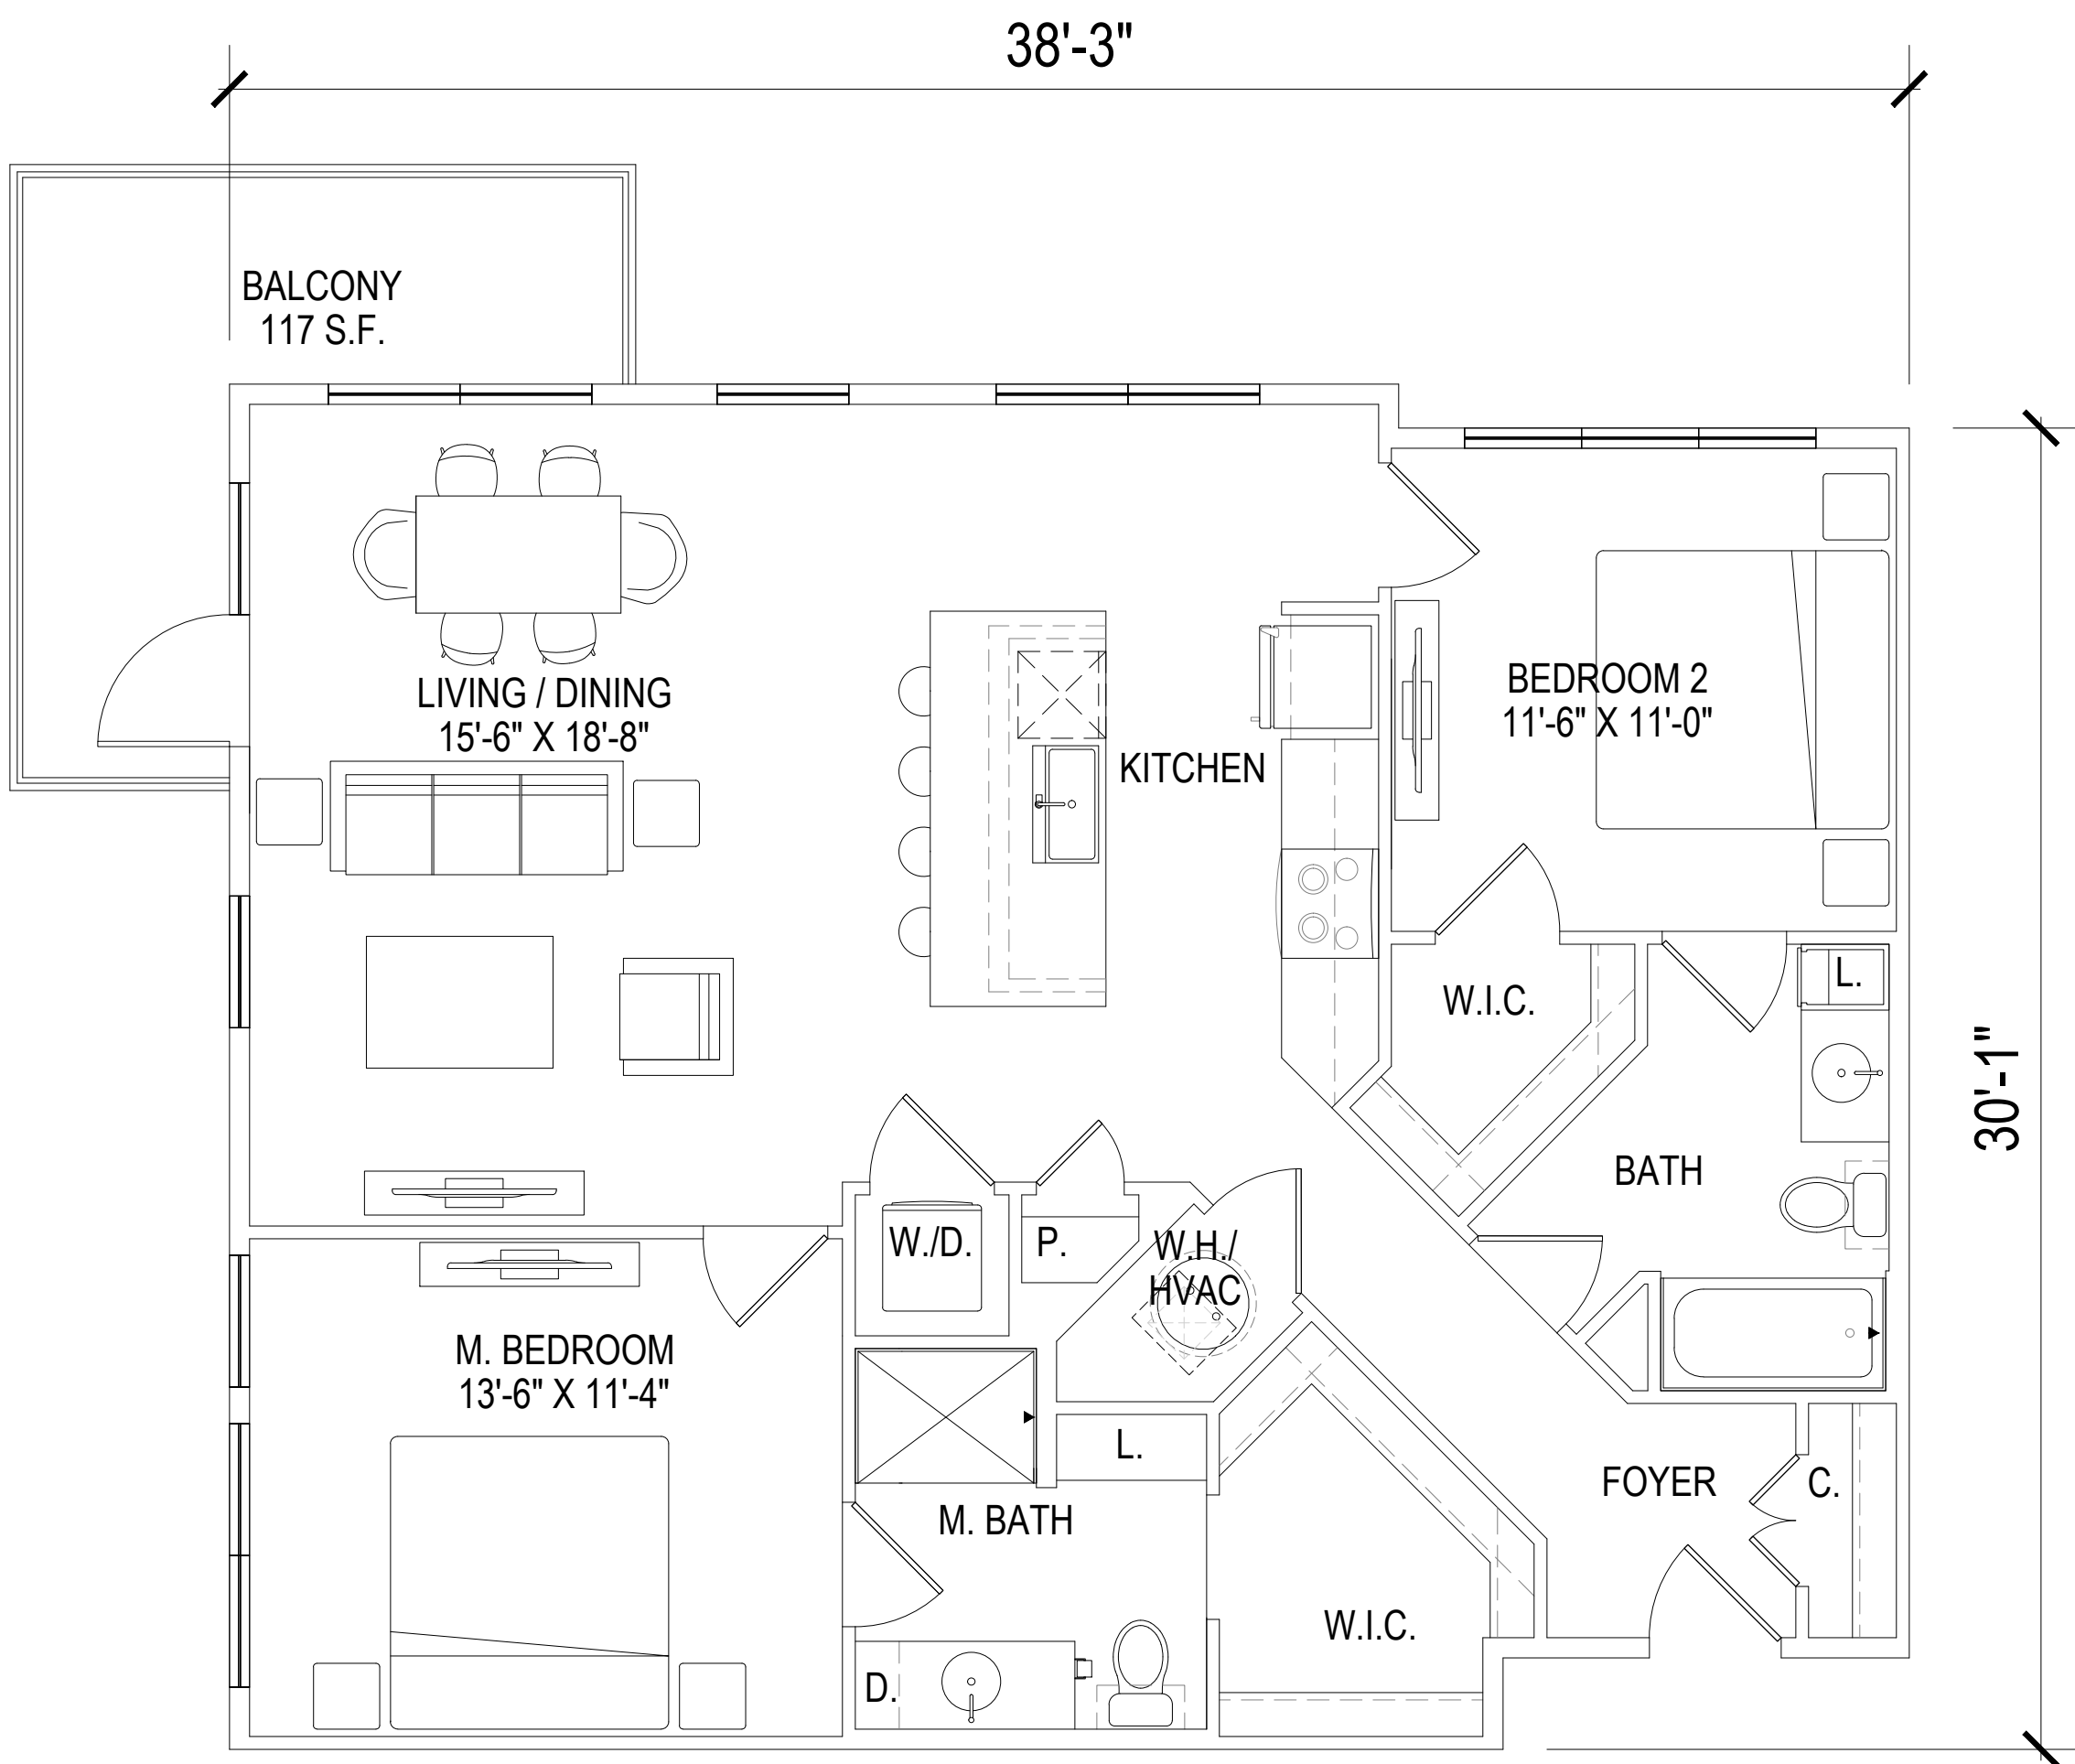 38'-3"
BALCONY
117 S.F.
LIVING / DINING
15'-6" X 18'-8"
KITCHEN
BEDROOM 2
11'-6" X 11'-0"
W.I.C.
L.
30'-1"
BATH
W./D.
P.
W.H./
HVAC
M. BEDROOM
13'-6" X 11'-4"
L.
FOYER
C.
M. BATH
W.I.C.
D.